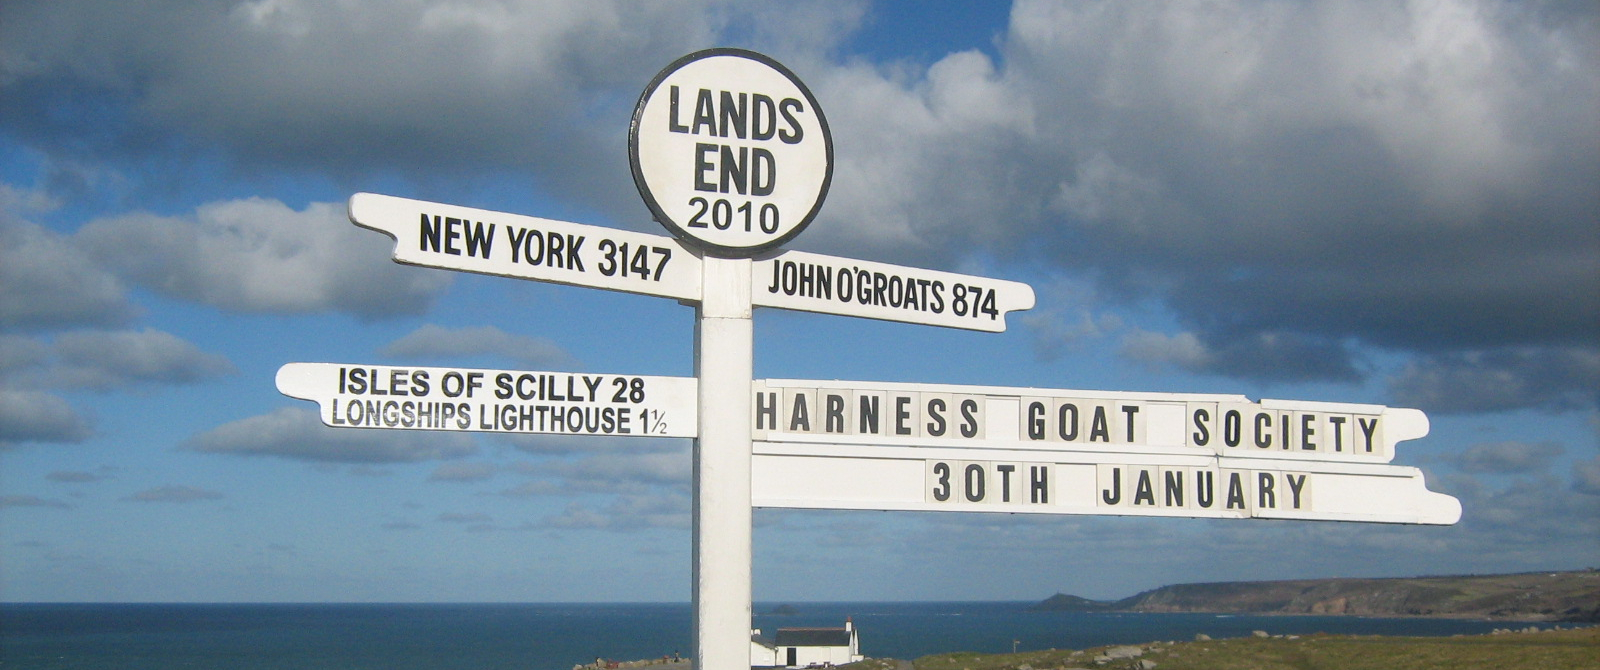 LANDS
END
2010
NEW YORK 3147
JOHN O'GROATS 874
ISLES OF SCILLY 28
LONGSHIPS LIGHTHOUSE 1½
HARNESS GOAT SOCIETY
30TH JANUARY